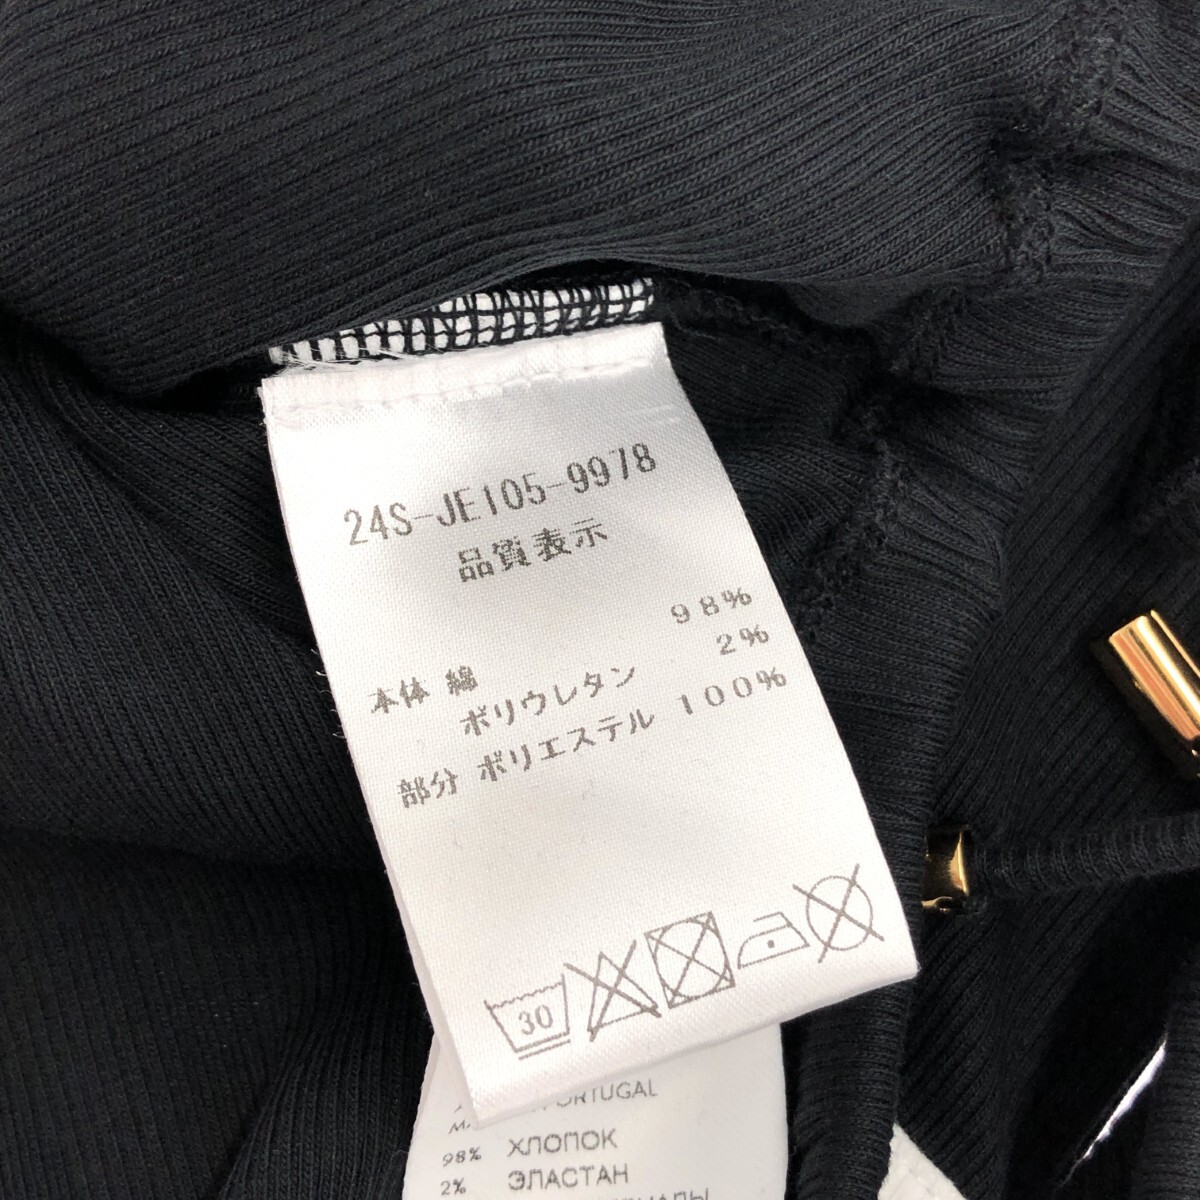 24S-JE105-9978
品質表示
本体 綿 98%
ポリウレタン 2%
部分 ポリエステル 100%
30
PORTUGAL
98% ХЛОПОК
2% ЭЛАСТАН